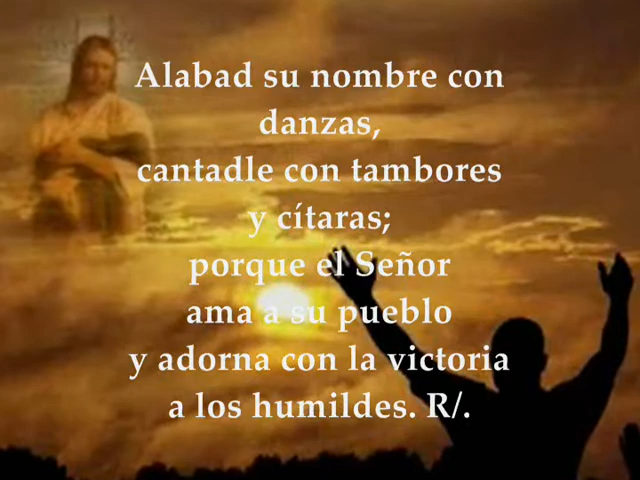 Alabad su nombre con
danzas,
cantadle con tambores
y cítaras;
porque el Señor
ama a su pueblo
y adorna con la victoria
a los humildes. R/.